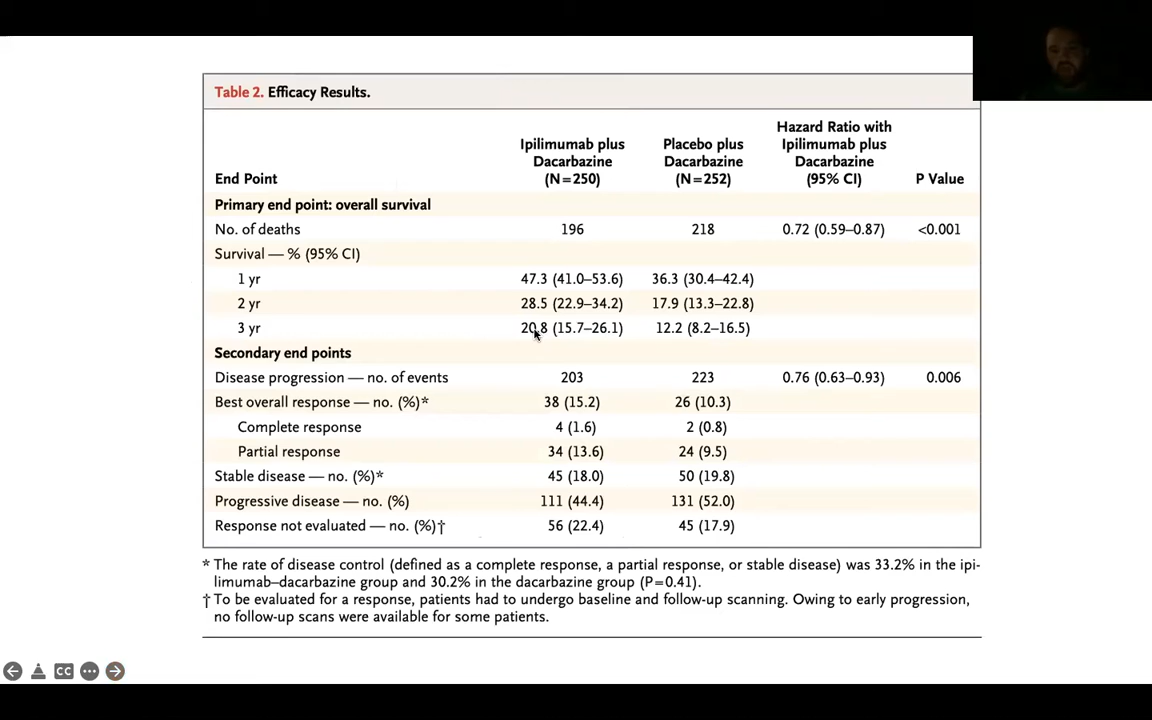 Table 2. Efficacy Results.
End Point
Ipilimumab plus Dacarbazine (N=250)
Placebo plus Dacarbazine (N=252)
Hazard Ratio with Ipilimumab plus Dacarbazine (95% CI)
P Value
Primary end point: overall survival
No. of deaths 196 218 0.72 (0.59–0.87) <0.001
Survival — % (95% CI)
1 yr 47.3 (41.0–53.6) 36.3 (30.4–42.4)
2 yr 28.5 (22.9–34.2) 17.9 (13.3–22.8)
3 yr 20.8 (15.7–26.1) 12.2 (8.2–16.5)
Secondary end points
Disease progression — no. of events 203 223 0.76 (0.63–0.93) 0.006
Best overall response — no. (%)* 38 (15.2) 26 (10.3)
Complete response 4 (1.6) 2 (0.8)
Partial response 34 (13.6) 24 (9.5)
Stable disease — no. (%)* 45 (18.0) 50 (19.8)
Progressive disease — no. (%) 111 (44.4) 131 (52.0)
Response not evaluated — no. (%)† 56 (22.4) 45 (17.9)
* The rate of disease control (defined as a complete response, a partial response, or stable disease) was 33.2% in the ipi-
limumab–dacarbazine group and 30.2% in the dacarbazine group (P=0.41).
† To be evaluated for a response, patients had to undergo baseline and follow-up scanning. Owing to early progression,
no follow-up scans were available for some patients.
CC